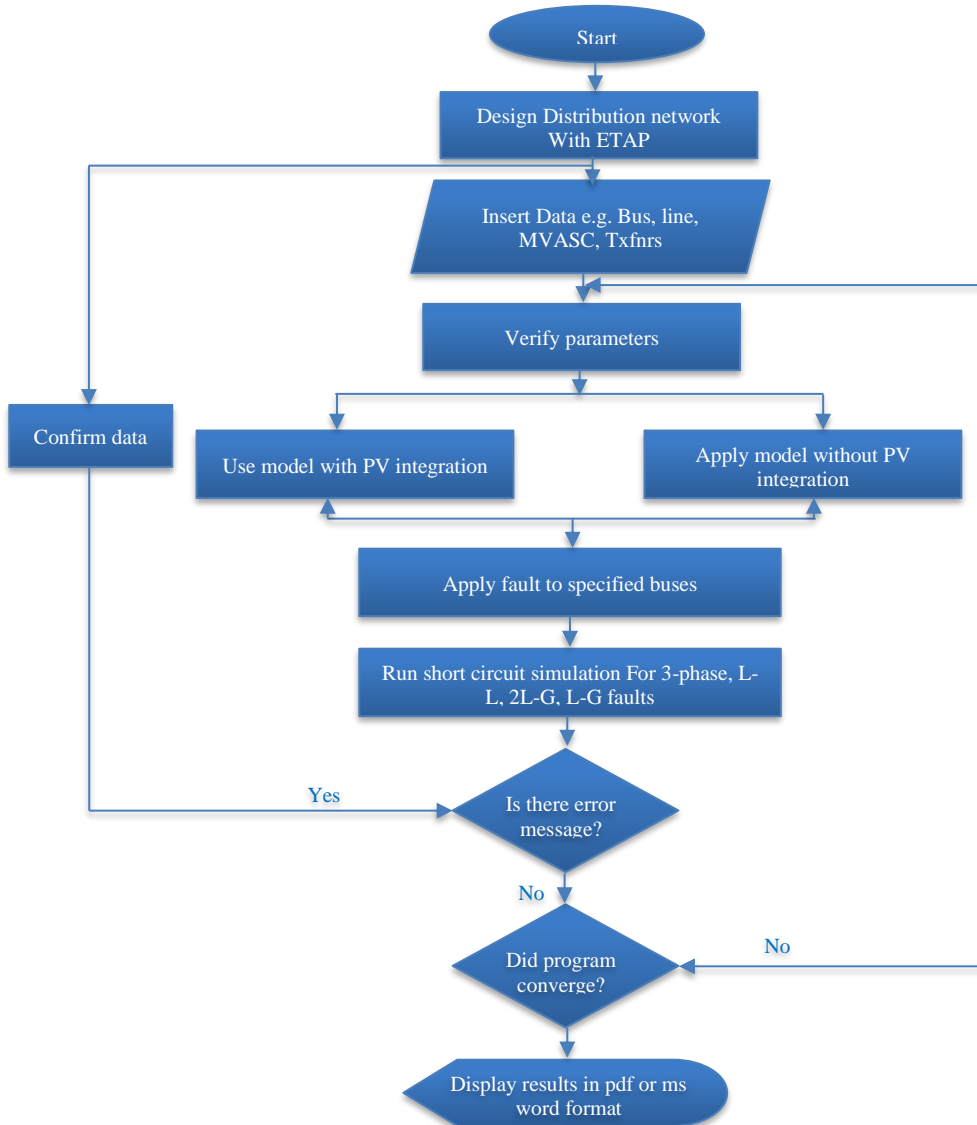 Start
Design Distribution network
With ETAP
Insert Data e.g. Bus, line,
MVASC, Txfnrs
Verify parameters
Confirm data
Use model with PV integration
Apply model without PV
integration
Apply fault to specified buses
Run short circuit simulation For 3-phase, L-
L, 2L-G, L-G faults
Yes
Is there error
message?
No
Did program
converge?
No
Display results in pdf or ms
word format